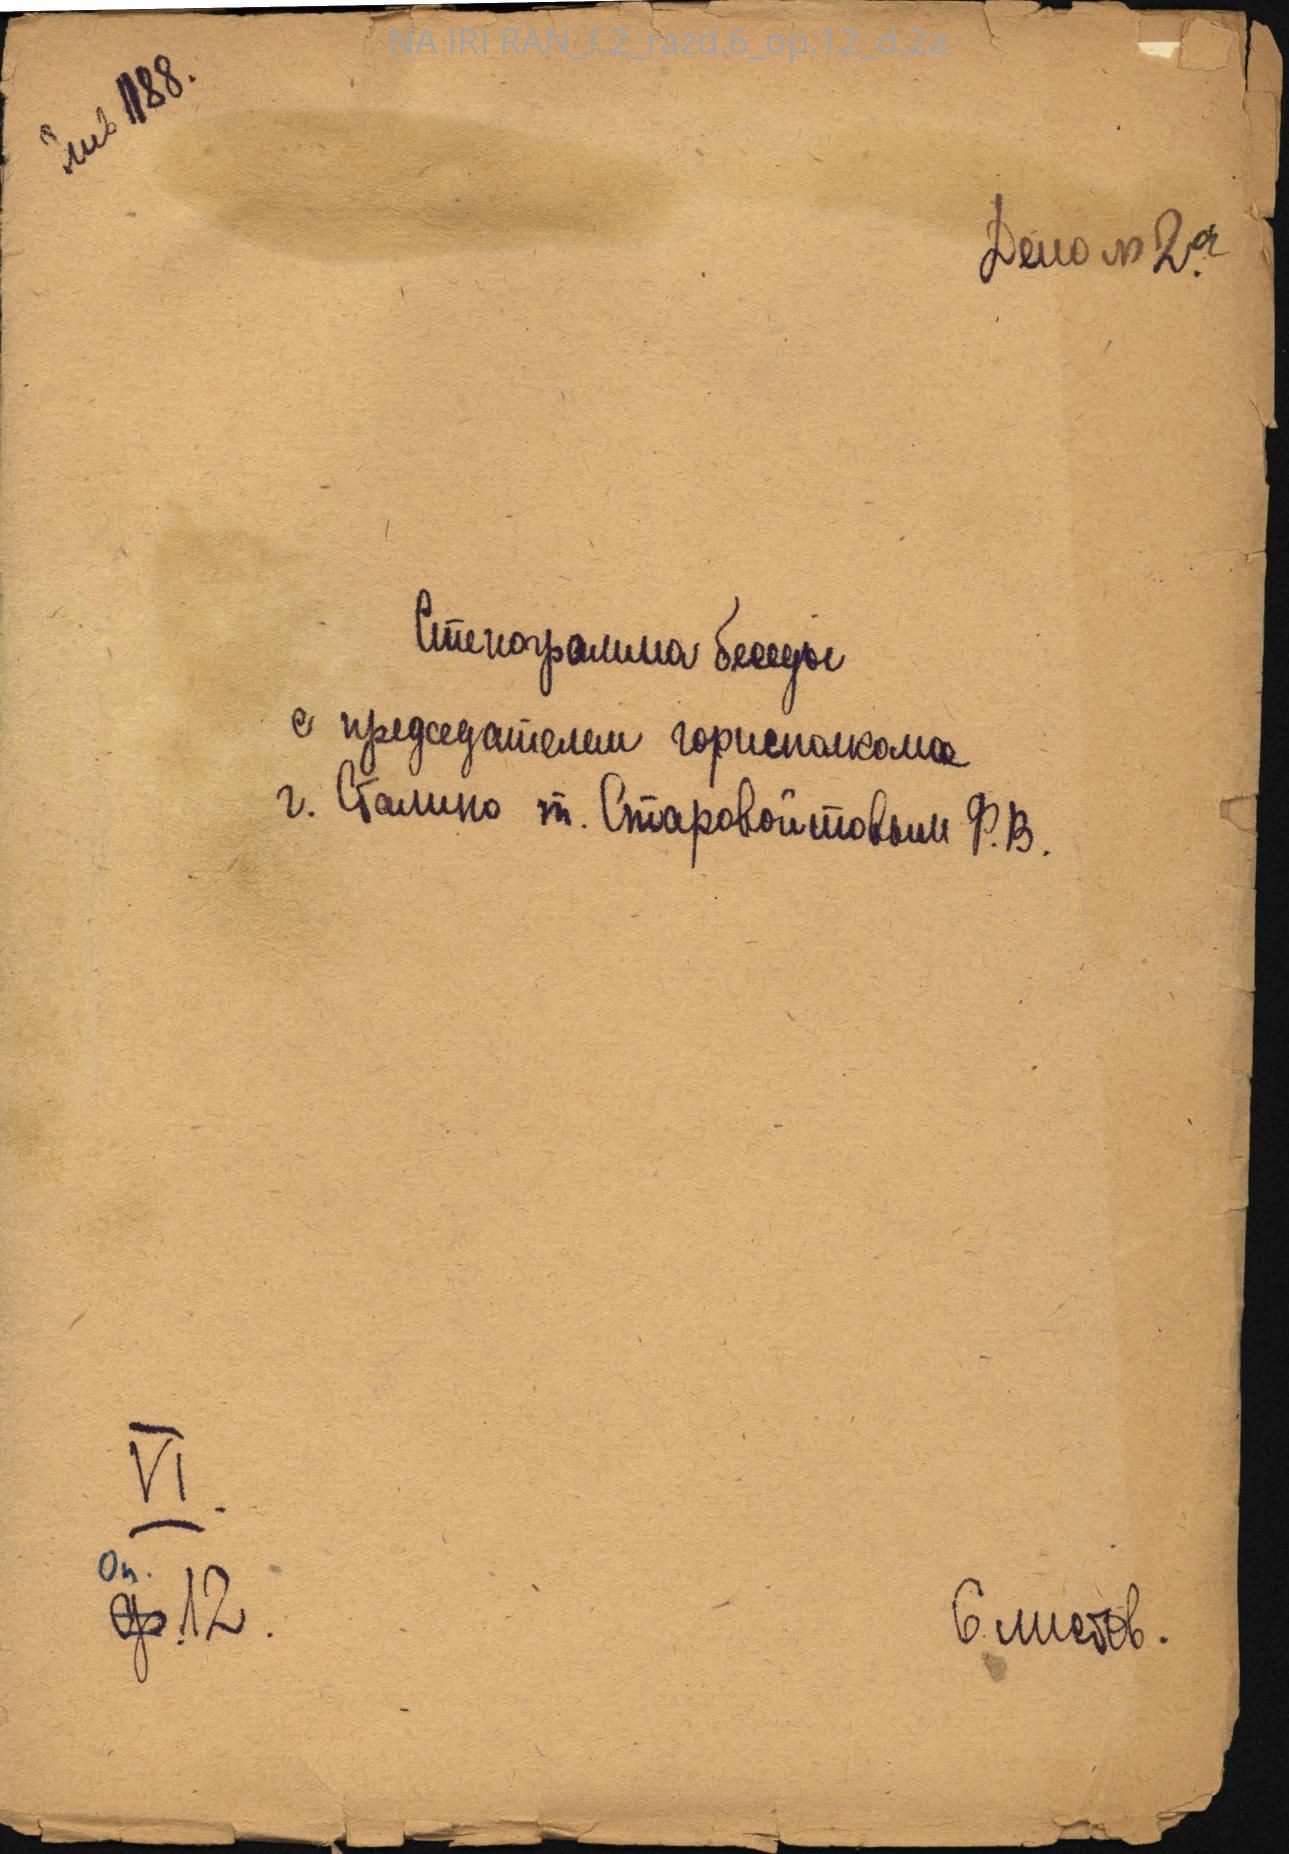 NA IRI RAN_f.2_razd.6_op.12_d.2a
1188.
Дело № 2а
Стенограмма беседы
с председателем горисполкома
г. Сталино т. Старовойтовым Ф.В.
VI.
Оп.
ф. 12.
6 листов.